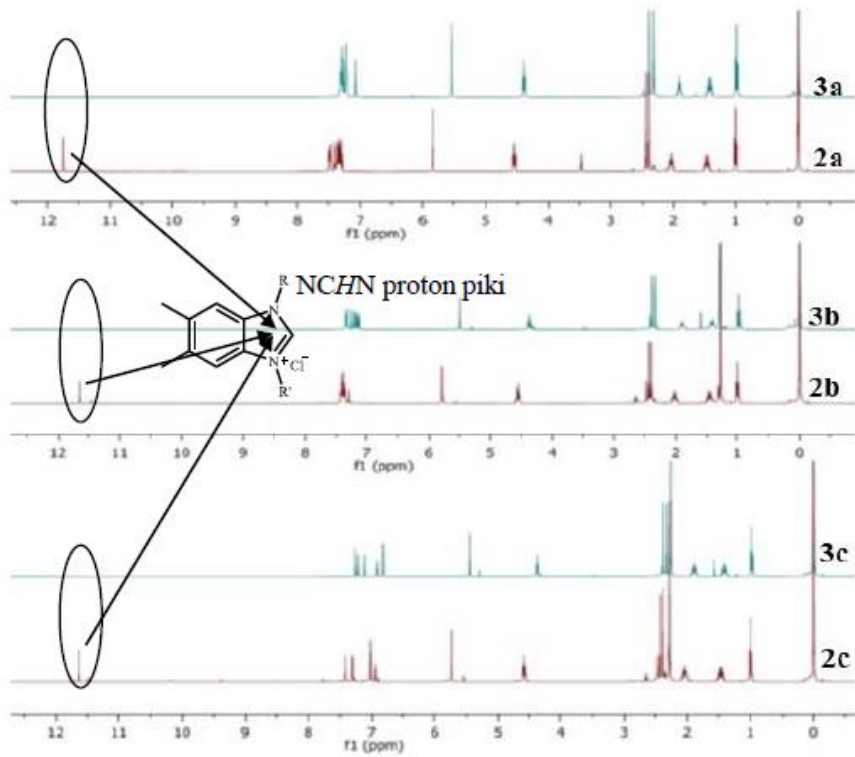 3a
2a
12 11 10 9 8 7 6 5 4 3 2 1 0
f1 (ppm)
R
NCHN proton piki
N
N+ Cl−
R'
3b
2b
12 11 10 9 8 7 6 5 4 3 2 1 0
f1 (ppm)
3c
2c
12 11 10 9 8 7 6 5 4 3 2 1 0
f1 (ppm)